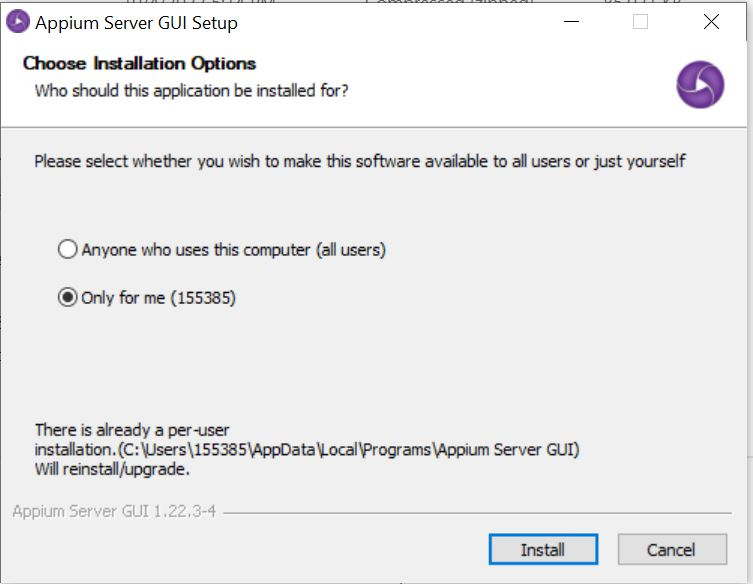 Appium Server GUI Setup
Choose Installation Options
Who should this application be installed for?
Please select whether you wish to make this software available to all users or just yourself
Anyone who uses this computer (all users)
Only for me (155385)
There is already a per-user
installation.(C:\Users\155385\AppData\Local\Programs\Appium Server GUI)
Will reinstall/upgrade.
Appium Server GUI 1.22.3-4
Install
Cancel